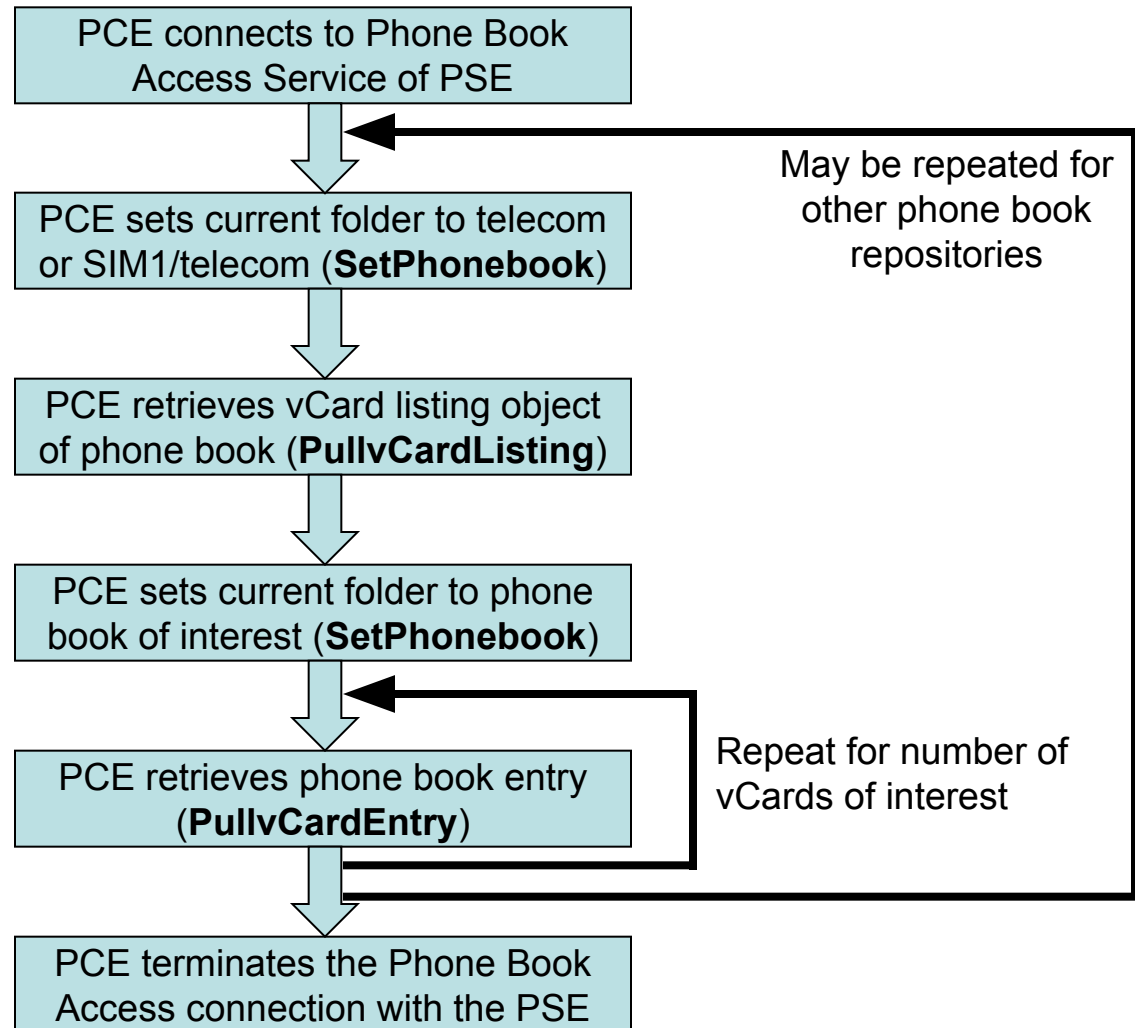 PCE connects to Phone Book
Access Service of PSE
May be repeated for
other phone book
repositories
PCE sets current folder to telecom
or SIM1/telecom (SetPhonebook)
PCE retrieves vCard listing object
of phone book (PullvCardListing)
PCE sets current folder to phone
book of interest (SetPhonebook)
Repeat for number of
vCards of interest
PCE retrieves phone book entry
(PullvCardEntry)
PCE terminates the Phone Book
Access connection with the PSE